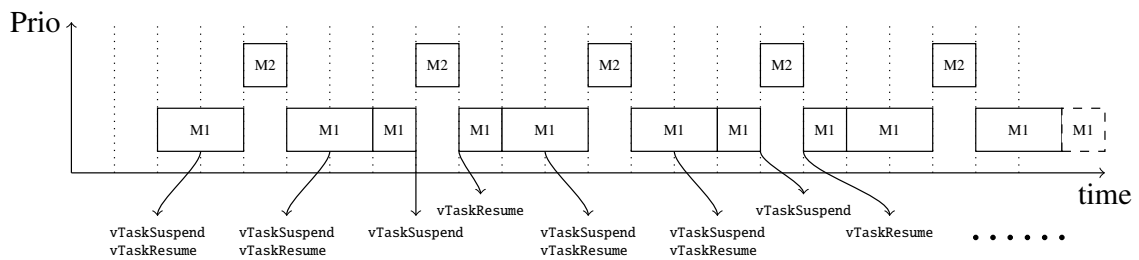 Prio
M2 M2 M2 M2 M2
M1 M1 M1 M1 M1 M1 M1 M1 M1 M1 M1
time
vTaskResume vTaskSuspend
vTaskSuspend vTaskSuspend vTaskSuspend vTaskSuspend vTaskSuspend vTaskResume
vTaskResume vTaskResume vTaskResume vTaskResume